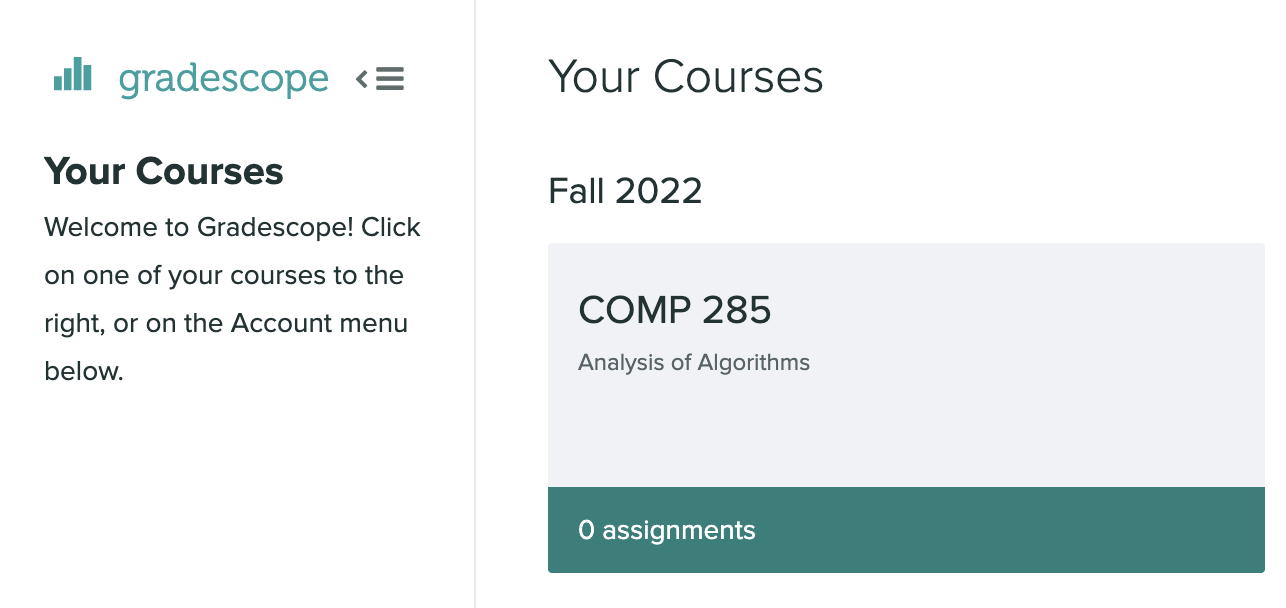 gradescope
Your Courses
Welcome to Gradescope! Click
on one of your courses to the
right, or on the Account menu
below.
Your Courses
Fall 2022
COMP 285
Analysis of Algorithms
0 assignments